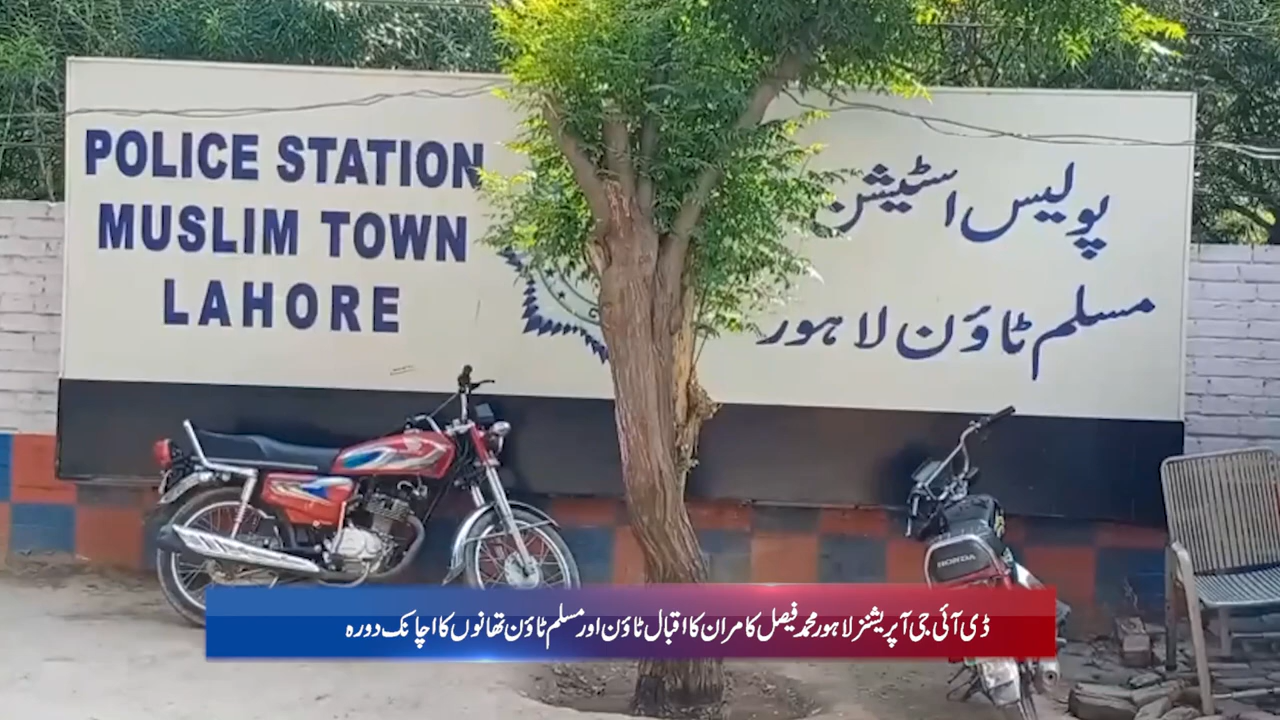 POLICE STATION
MUSLIM TOWN
LAHORE
پولیس اسٹیشن
مسلم ٹاؤن لاہور
HONDA
ڈی آئی جی آپریشنز لاہور محمد فیصل کامران کا اقبال ٹاؤن اور مسلم ٹاؤن تھانوں کا اچانک دورہ